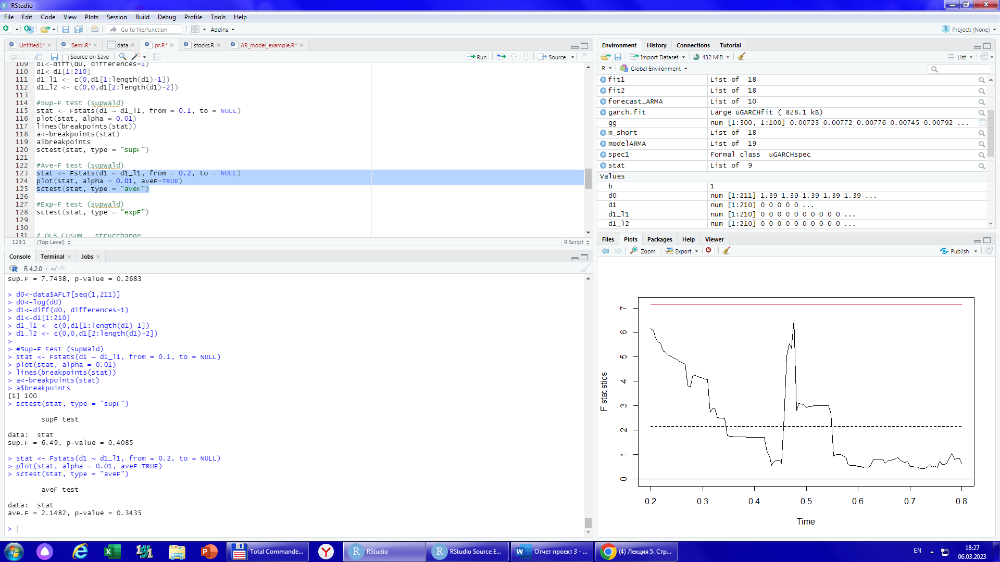 RStudio
File Edit Code View Plots Session Build Debug Profile Tools Help
Go to file/function Addins Project: (None)
Untitled1* Semi.R* data pr.R* stocks.R AR_model_example.R*
Source on Save Run Source
109 d1<-diff(d0, differences=1)
110 d1<-d1[1:210]
111 d1_l1 <- c(0,d1[1:length(d1)-1])
112 d1_l2 <- c(0,0,d1[2:length(d1)-2])
113
114 #Sup-F test (supWald)
115 stat <- Fstats(d1 ~ d1_l1, from = 0.1, to = NULL)
116 plot(stat, alpha = 0.01)
117 lines(breakpoints(stat))
118 a<-breakpoints(stat)
119 a$breakpoints
120 sctest(stat, type = "supF")
121
122 #Ave-F test (supWald)
123 stat <- Fstats(d1 ~ d1_l1, from = 0.2, to = NULL)
124 plot(stat, alpha = 0.01, aveF=TRUE)
125 sctest(stat, type = "aveF")
126
127 #Exp-F test (supWald)
128 sctest(stat, type = "expF")
129
130
131 # OLS-CUSUM strucchange
123:1 (Top Level) R Script
Console Terminal Jobs
R 4.2.0 · ~/
sup.F = 7.7438, p-value = 0.2683
> d0<-data$AFLT[seq(1,211)]
> d0<-log(d0)
> d1<-diff(d0, differences=1)
> d1<-d1[1:210]
> d1_l1 <- c(0,d1[1:length(d1)-1])
> d1_l2 <- c(0,0,d1[2:length(d1)-2])
>
> #Sup-F test (supWald)
> stat <- Fstats(d1 ~ d1_l1, from = 0.1, to = NULL)
> plot(stat, alpha = 0.01)
> lines(breakpoints(stat))
> a<-breakpoints(stat)
> a$breakpoints
[1] 100
> sctest(stat, type = "supF")
supF test
data: stat
sup.F = 6.49, p-value = 0.4085
> stat <- Fstats(d1 ~ d1_l1, from = 0.2, to = NULL)
> plot(stat, alpha = 0.01, aveF=TRUE)
> sctest(stat, type = "aveF")
aveF test
data: stat
ave.F = 2.1482, p-value = 0.3435
>
Environment History Connections Tutorial
Import Dataset 432 MiB List
R Global Environment
fit1 List of 18
fit2 List of 18
forecast_ARMA List of 10
garch.fit Large uGARCHfit ( 828.1 kB)
gg num [1:300, 1:100] 0.00723 0.00772 0.00776 0.00745 0.00792 ...
m_short List of 18
modelARMA List of 19
spec1 Formal class uGARCHspec
stat List of 9
Values
b 1
d0 num [1:211] 1.39 1.39 1.39 1.39 1.39 ...
d1 num [1:210] 0 0 0 0 0 ...
d1_l1 num [1:210] 0 0 0 0 0 0 0 0 0 0 ...
d1_l2 num [1:210] 0 0 0 0 0 0 0 0 0 0 ...
Files Plots Packages Help Viewer
Zoom Export Publish
7
6
5
4
3
2
1
0
F statistics
0.2 0.3 0.4 0.5 0.6 0.7 0.8
Time
Total Commande... RStudio RStudio Source E... Отчет проект 3 - ... (4) Лекция 5. Стр... EN 18:27
06.03.2023